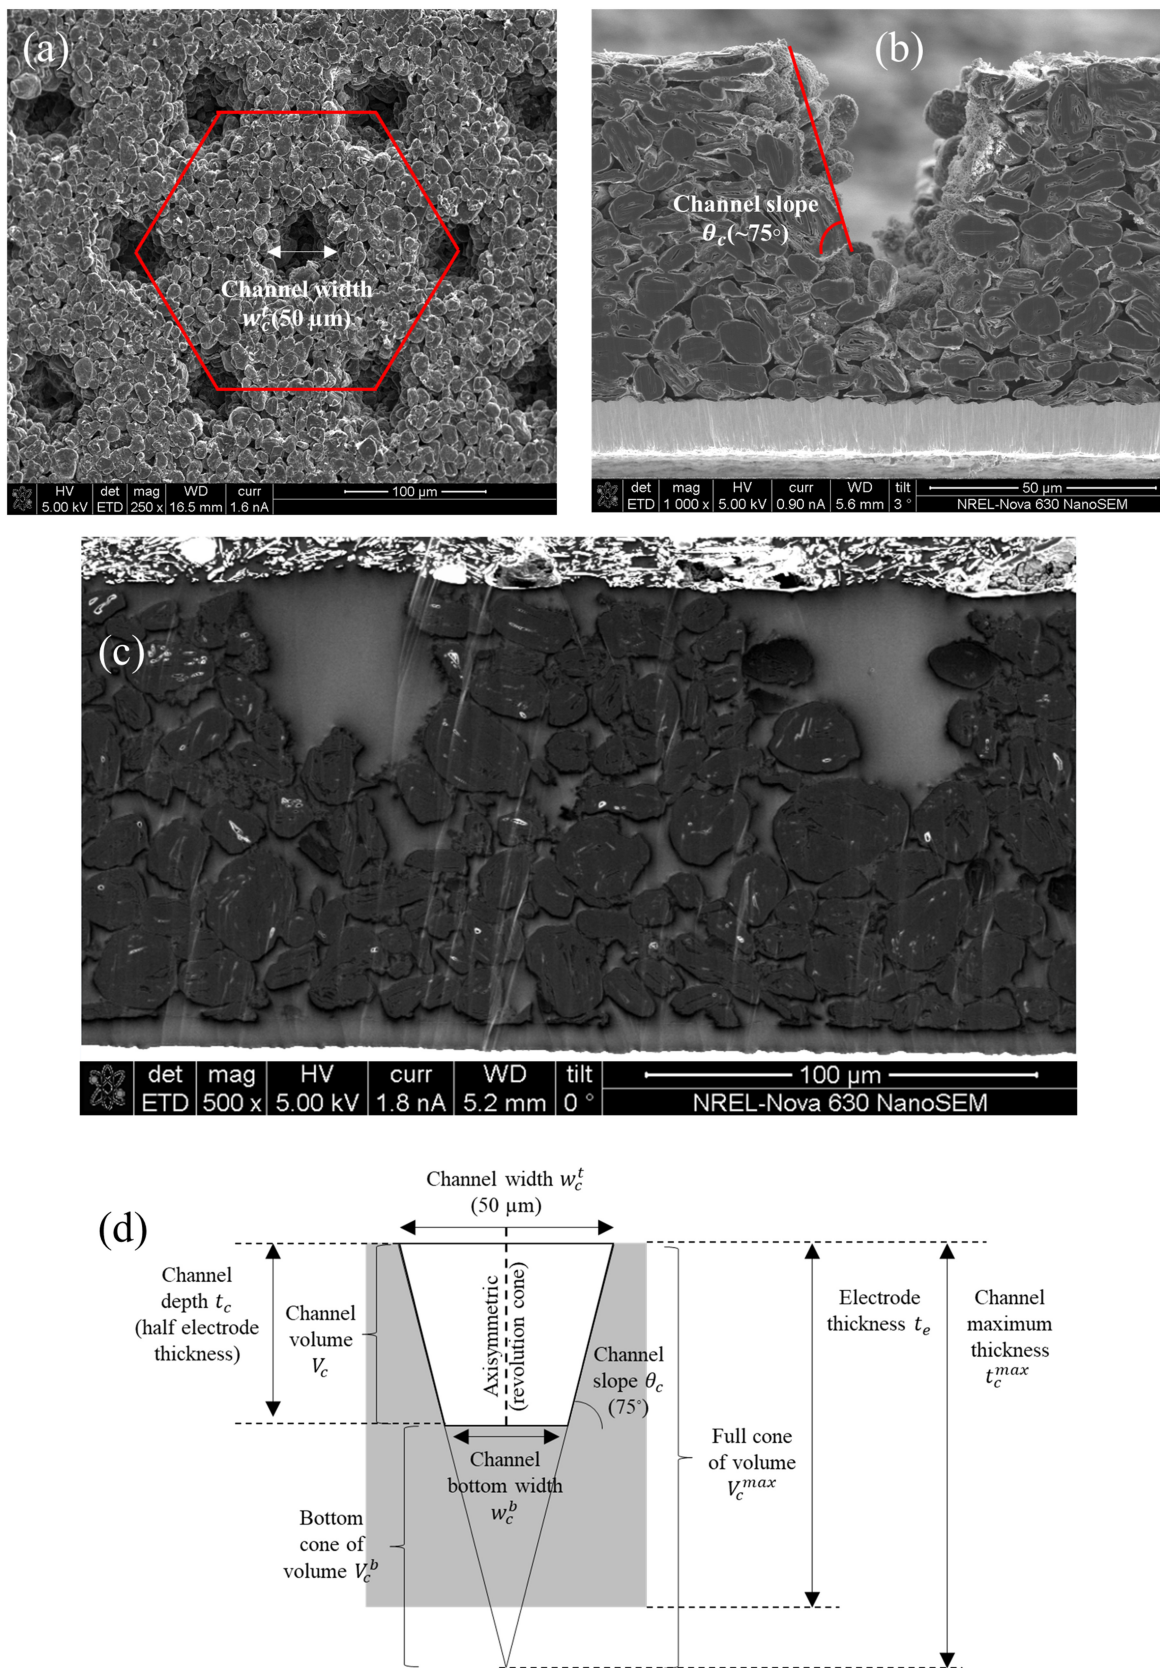 (a)
Channel width
w_c^t (50 μm)
HV det mag WD curr
5.00 kV ETD 250 x 16.5 mm 1.6 nA
100 μm
(b)
Channel slope
θ_c (~75°)
det mag HV curr WD tilt
ETD 1 000 x 5.00 kV 0.90 nA 5.6 mm 3 °
50 μm
NREL-Nova 630 NanoSEM
(c)
det mag HV curr WD tilt
ETD 500 x 5.00 kV 1.8 nA 5.2 mm 0 °
100 μm
NREL-Nova 630 NanoSEM
(d)
Channel width w_c^t
(50 μm)
Channel
depth t_c
(half electrode
thickness)
Channel
volume
V_c
Axisymmetric
(revolution cone)
Channel
slope θ_c
(75°)
Electrode
thickness t_e
Channel
maximum
thickness
t_c^max
Channel
bottom width
w_c^b
Full cone
of volume
V_c^max
Bottom
cone of
volume V_c^b